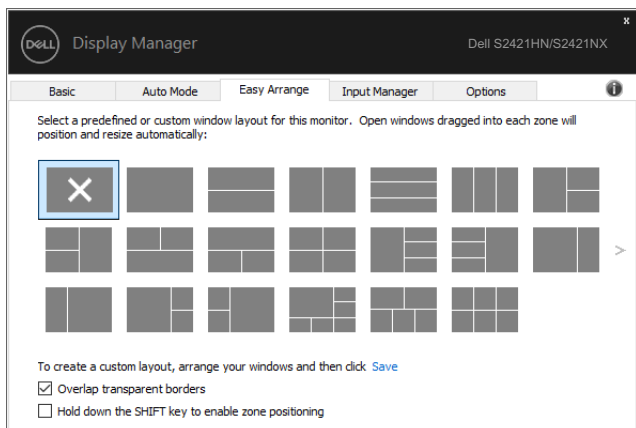 DELL Display Manager Dell S2421HN/S2421NX
Basic Auto Mode Easy Arrange Input Manager Options
Select a predefined or custom window layout for this monitor. Open windows dragged into each zone will
position and resize automatically:
To create a custom layout, arrange your windows and then click Save
Overlap transparent borders
Hold down the SHIFT key to enable zone positioning